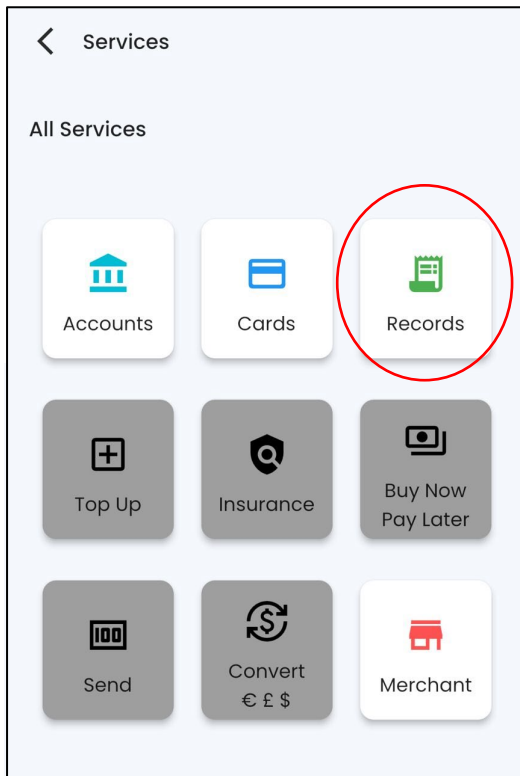 Services
All Services
Accounts
Cards
Records
Top Up
Insurance
Buy Now
Pay Later
100
Send
$
Convert
€ £ $
Merchant